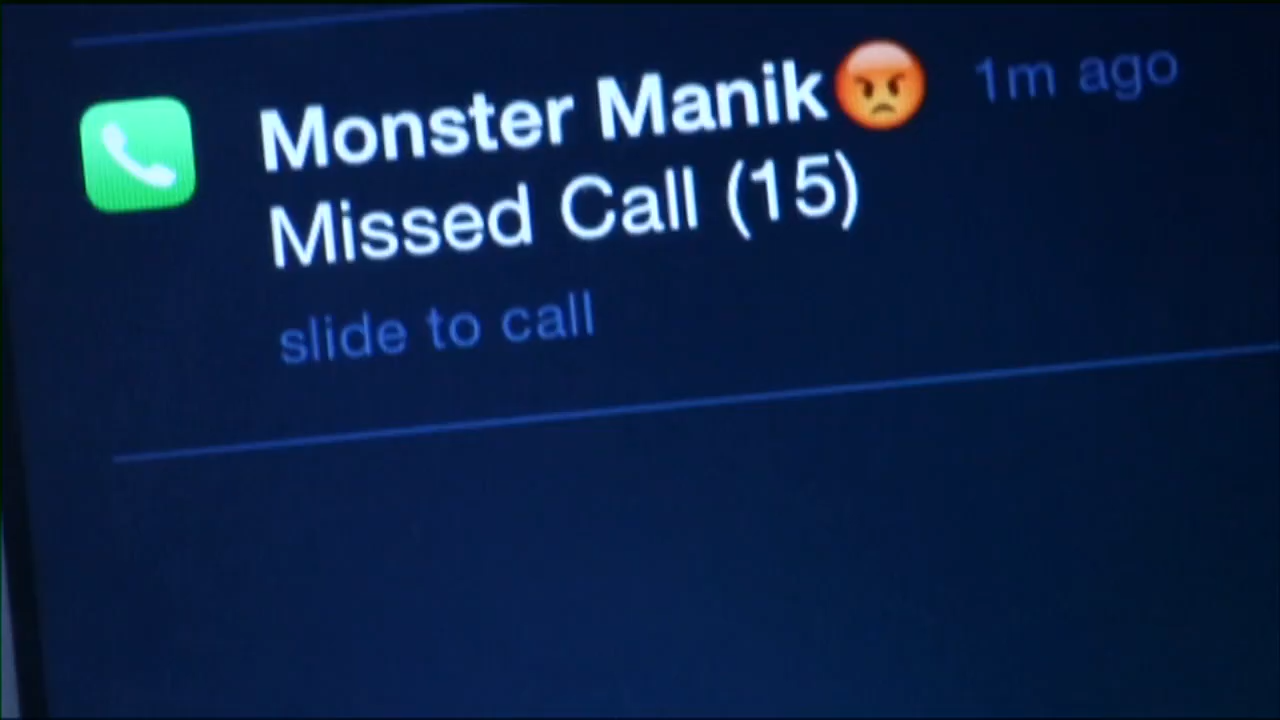 Monster Manik😡 1m ago
Missed Call (15)
slide to call